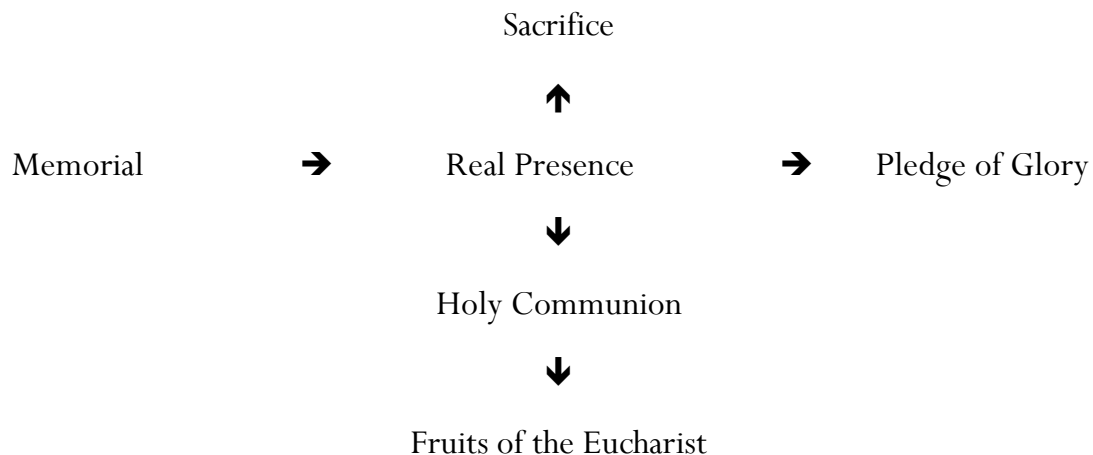 Sacrifice
↑
Memorial → Real Presence → Pledge of Glory
↓
Holy Communion
↓
Fruits of the Eucharist